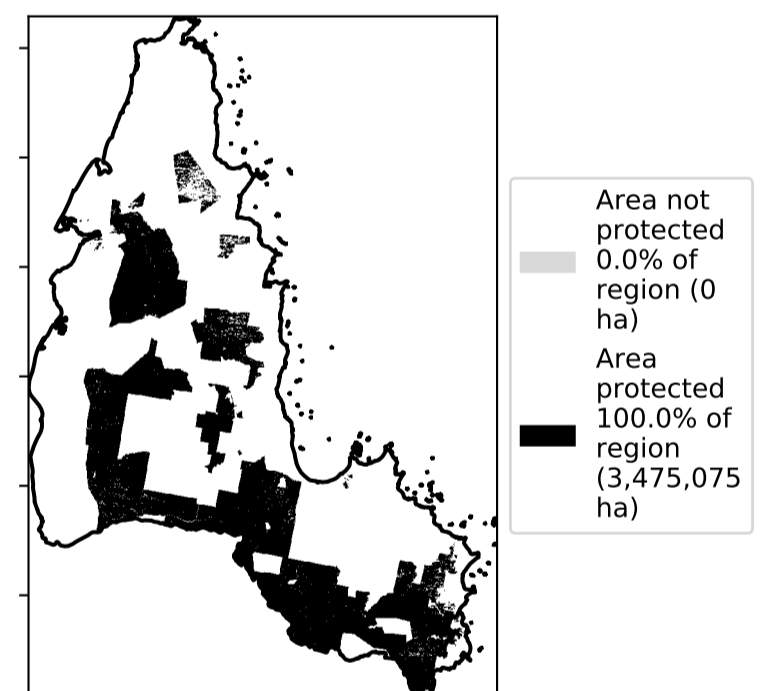 Area not
protected
0.0% of
region (0
ha)
Area
protected
100.0% of
region
(3,475,075
ha)